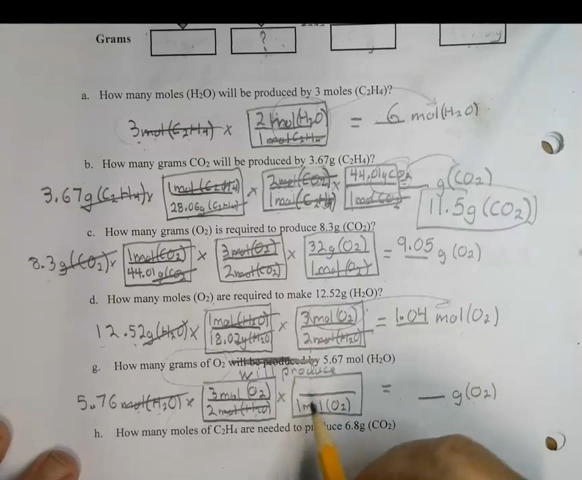 Grams
?
a. How many moles (H₂O) will be produced by 3 moles (C₂H₄)?
3 mol(C₂H₄) x 2 mol(H₂O) / 1 mol C₂H₄ = 6 mol(H₂O)
b. How many grams CO₂ will be produced by 3.67g (C₂H₄)?
3.67g(C₂H₄) x 1 mol(C₂H₄) / 28.06g(C₂H₄) x 2 mol(CO₂) / 1 mol(C₂H₄) x 44.01g CO₂ / 1 mol CO₂ g(CO₂)
11.5g(CO₂)
c. How many grams (O₂) is required to produce 8.3g (CO₂)?
8.3g(CO₂) x 1 mol(CO₂) / 44.01g CO₂ x 3 mol(O₂) / 2 mol(CO₂) x 32g(O₂) / 1 mol(O₂) = 9.05 g(O₂)
d. How many moles (O₂) are required to make 12.52g (H₂O)?
12.52g(H₂O) x 1 mol(H₂O) / 18.02g(H₂O) x 3 mol(O₂) / 2 mol(H₂O) = 1.04 mol(O₂)
g. How many grams of O₂ will be produced by 5.67 mol (H₂O)
will produce
5.76 mol(H₂O) x 3 mol O₂ / 2 mol(H₂O) x / 1 mol(O₂) = _ g(O₂)
h. How many moles of C₂H₄ are needed to produce 6.8g (CO₂)